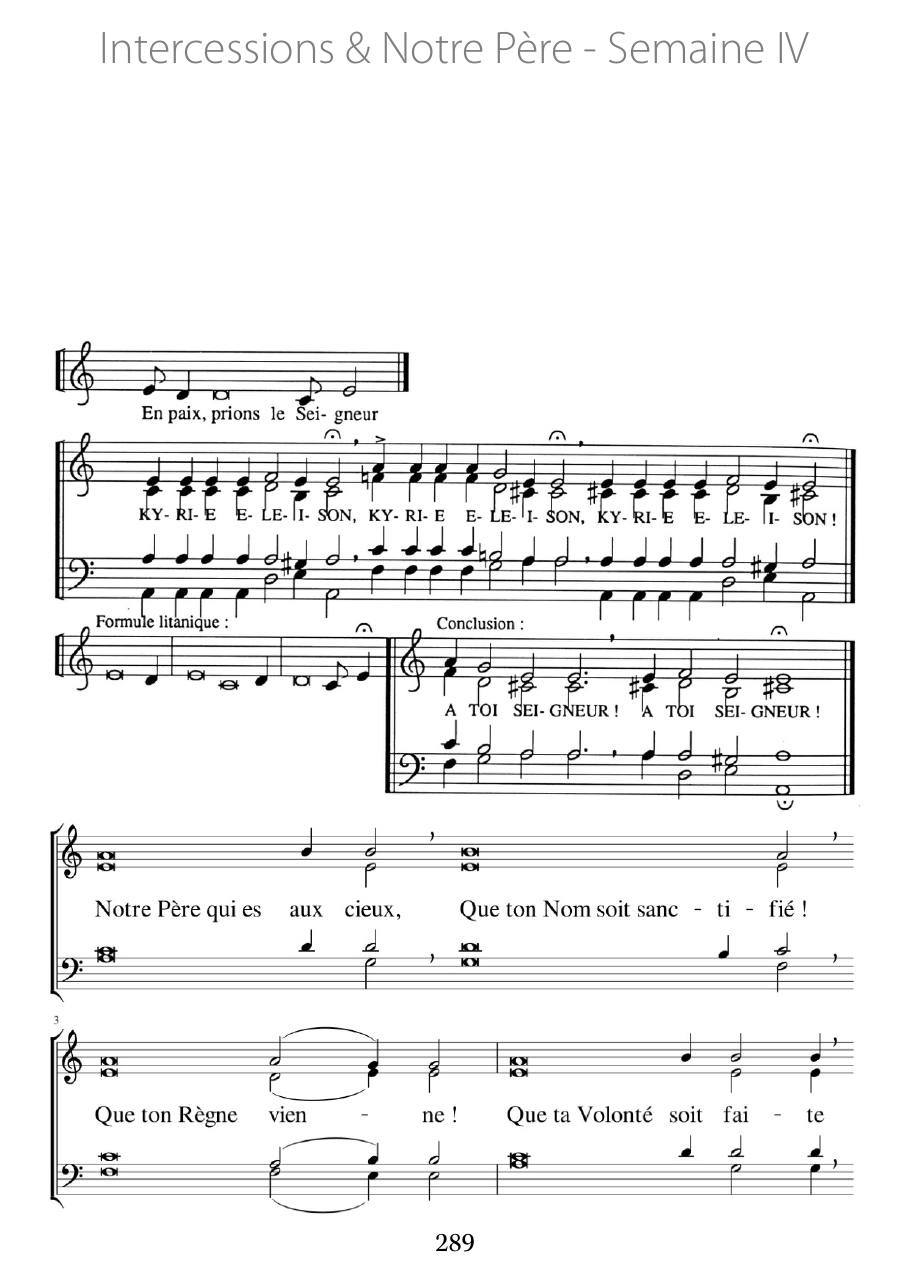 Intercessions & Notre Père - Semaine IV
En paix, prions le Sei- gneur
KY- RI- E E- LE- I- SON, KY- RI- E E- LE- I- SON, KY- RI- E E- LE- I- SON !
Formule litanique :
Conclusion :
A TOI SEI- GNEUR ! A TOI SEI- GNEUR !
Notre Père qui es aux cieux, Que ton Nom soit sanc - ti - fié !
3
Que ton Règne vien - ne ! Que ta Volonté soit fai - te
289